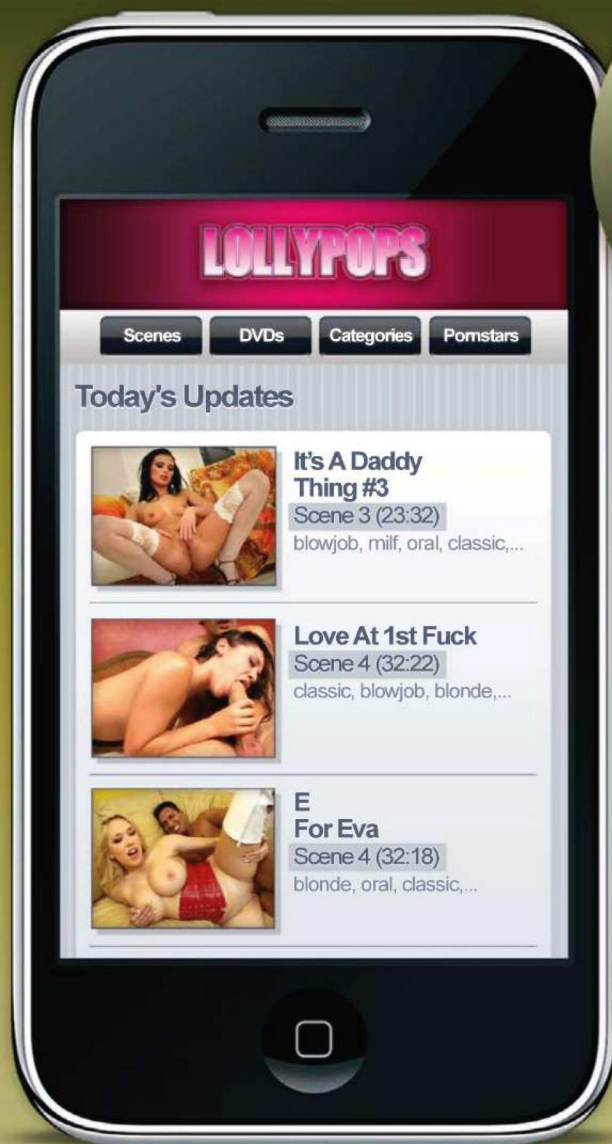 LOLLYPOPS
Scenes DVDs Categories Pornstars
Today's Updates
It's A Daddy
Thing #3
Scene 3 (23:32)
blowjob, milf, oral, classic,...
Love At 1st Fuck
Scene 4 (32:22)
classic, blowjob, blonde,...
E
For Eva
Scene 4 (32:18)
blonde, oral, classic,...